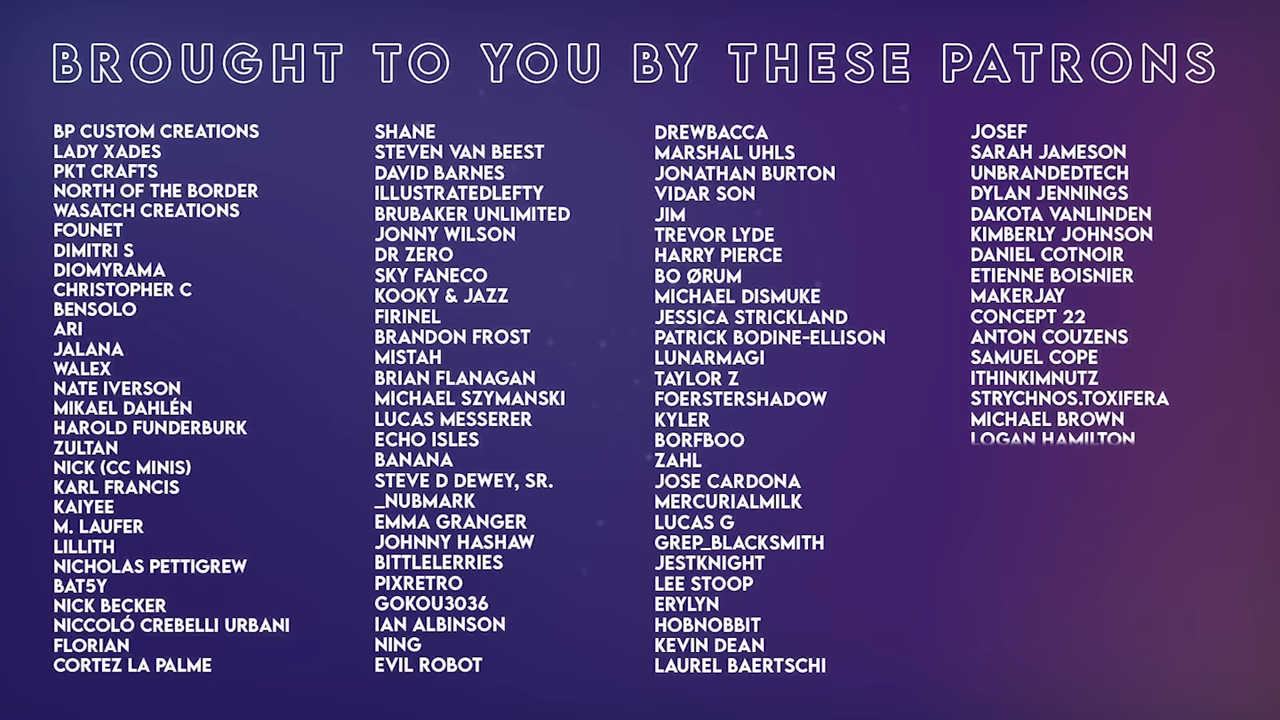 BROUGHT TO YOU BY THESE PATRONS
BP CUSTOM CREATIONS
LADY XADES
PKT CRAFTS
NORTH OF THE BORDER
WASATCH CREATIONS
FOUNET
DIMITRI S
DIOMYRAMA
CHRISTOPHER C
BENSOLO
ARI
JALANA
WALEX
NATE IVERSON
MIKAEL DAHLÉN
HAROLD FUNDERBURK
ZULTAN
NICK (CC MINIS)
KARL FRANCIS
KAIYEE
M. LAUFER
LILLITH
NICHOLAS PETTIGREW
BAT5Y
NICK BECKER
NICCOLÓ CREBELLI URBANI
FLORIAN
CORTEZ LA PALME
SHANE
STEVEN VAN BEEST
DAVID BARNES
ILLUSTRATEDLEFTY
BRUBAKER UNLIMITED
JONNY WILSON
DR ZERO
SKY FANECO
KOOKY & JAZZ
FIRINEL
BRANDON FROST
MISTAH
BRIAN FLANAGAN
MICHAEL SZYMANSKI
LUCAS MESSERER
ECHO ISLES
BANANA
STEVE D DEWEY, SR.
_NUBMARK
EMMA GRANGER
JOHNNY HASHAW
BITTLELERRIES
PIXRETRO
GOKOU3036
IAN ALBINSON
NING
EVIL ROBOT
DREWBACCA
MARSHAL UHLS
JONATHAN BURTON
VIDAR SON
JIM
TREVOR LYDE
HARRY PIERCE
BO ØRUM
MICHAEL DISMUKE
JESSICA STRICKLAND
PATRICK BODINE-ELLISON
LUNARMAGI
TAYLOR Z
FOERSTERSHADOW
KYLER
BORFBOO
ZAHL
JOSE CARDONA
MERCURIALMILK
LUCAS G
GREP_BLACKSMITH
JESTKNIGHT
LEE STOOP
ERYLYN
HOBNOBBIT
KEVIN DEAN
LAUREL BAERTSCHI
JOSEF
SARAH JAMESON
UNBRANDEDTECH
DYLAN JENNINGS
DAKOTA VANLINDEN
KIMBERLY JOHNSON
DANIEL COTNOIR
ETIENNE BOISNIER
MAKERJAY
CONCEPT 22
ANTON COUZENS
SAMUEL COPE
ITHINKIMNUTZ
STRYCHNOS.TOXIFERA
MICHAEL BROWN
LOGAN HAMILTON